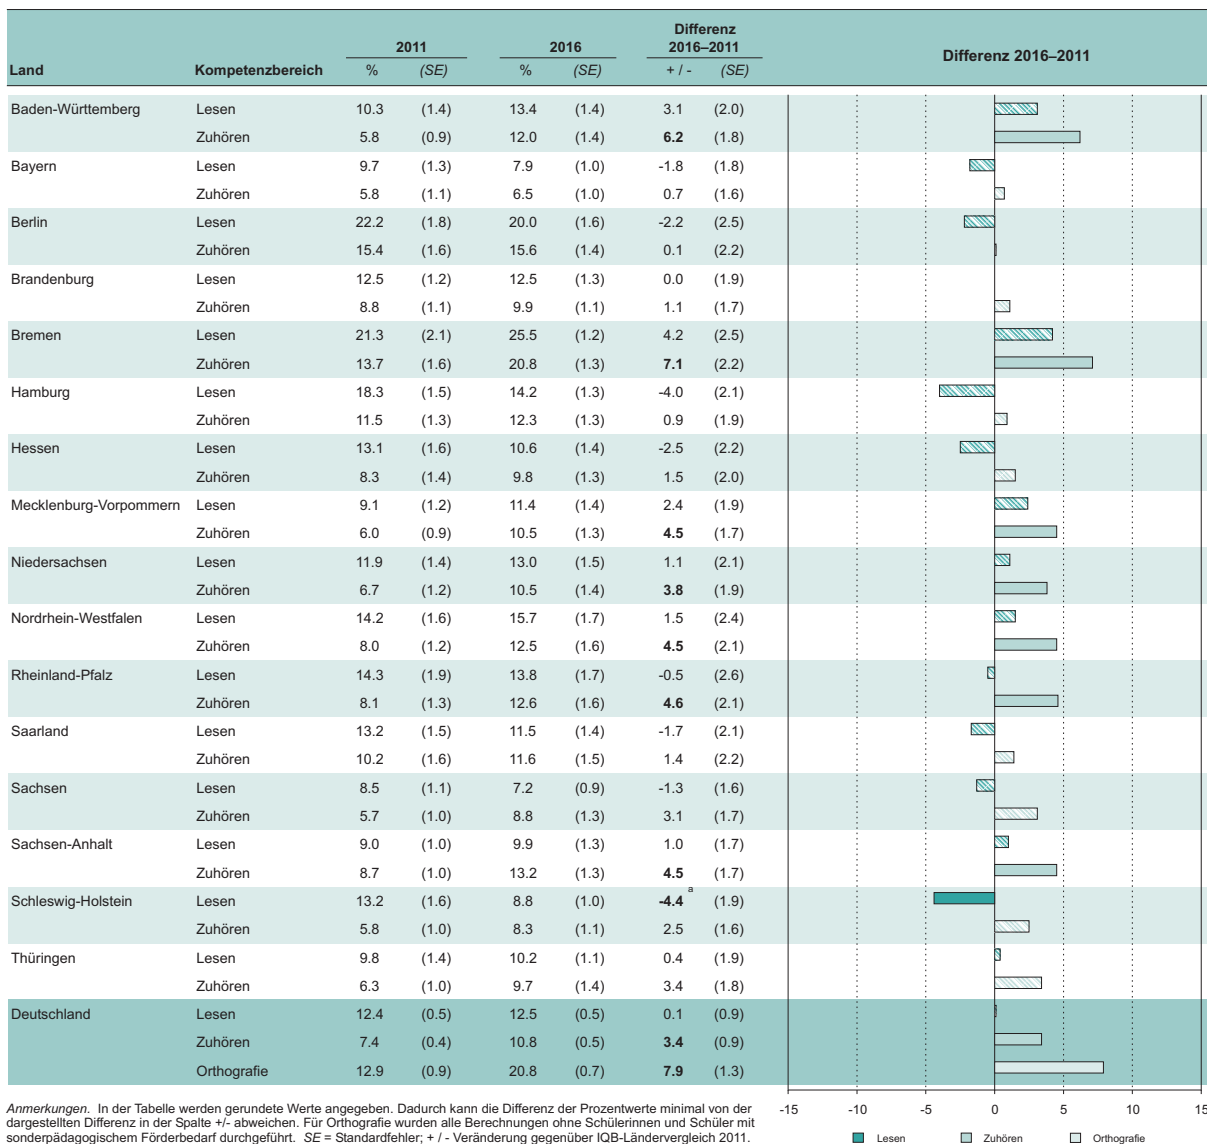 Differenz
2011 2016 2016–2011 Differenz 2016–2011
Land Kompetenzbereich % (SE) % (SE) + / - (SE)
Baden-Württemberg Lesen 10.3 (1.4) 13.4 (1.4) 3.1 (2.0)
Zuhören 5.8 (0.9) 12.0 (1.4) 6.2 (1.8)
Bayern Lesen 9.7 (1.3) 7.9 (1.0) -1.8 (1.8)
Zuhören 5.8 (1.1) 6.5 (1.0) 0.7 (1.6)
Berlin Lesen 22.2 (1.8) 20.0 (1.6) -2.2 (2.5)
Zuhören 15.4 (1.6) 15.6 (1.4) 0.1 (2.2)
Brandenburg Lesen 12.5 (1.2) 12.5 (1.3) 0.0 (1.9)
Zuhören 8.8 (1.1) 9.9 (1.1) 1.1 (1.7)
Bremen Lesen 21.3 (2.1) 25.5 (1.2) 4.2 (2.5)
Zuhören 13.7 (1.6) 20.8 (1.3) 7.1 (2.2)
Hamburg Lesen 18.3 (1.5) 14.2 (1.3) -4.0 (2.1)
Zuhören 11.5 (1.3) 12.3 (1.3) 0.9 (1.9)
Hessen Lesen 13.1 (1.6) 10.6 (1.4) -2.5 (2.2)
Zuhören 8.3 (1.4) 9.8 (1.3) 1.5 (2.0)
Mecklenburg-Vorpommern Lesen 9.1 (1.2) 11.4 (1.4) 2.4 (1.9)
Zuhören 6.0 (0.9) 10.5 (1.3) 4.5 (1.7)
Niedersachsen Lesen 11.9 (1.4) 13.0 (1.5) 1.1 (2.1)
Zuhören 6.7 (1.2) 10.5 (1.4) 3.8 (1.9)
Nordrhein-Westfalen Lesen 14.2 (1.6) 15.7 (1.7) 1.5 (2.4)
Zuhören 8.0 (1.2) 12.5 (1.6) 4.5 (2.1)
Rheinland-Pfalz Lesen 14.3 (1.9) 13.8 (1.7) -0.5 (2.6)
Zuhören 8.1 (1.3) 12.6 (1.6) 4.6 (2.1)
Saarland Lesen 13.2 (1.5) 11.5 (1.4) -1.7 (2.1)
Zuhören 10.2 (1.6) 11.6 (1.5) 1.4 (2.2)
Sachsen Lesen 8.5 (1.1) 7.2 (0.9) -1.3 (1.6)
Zuhören 5.7 (1.0) 8.8 (1.3) 3.1 (1.7)
Sachsen-Anhalt Lesen 9.0 (1.0) 9.9 (1.3) 1.0 (1.7)
Zuhören 8.7 (1.0) 13.2 (1.3) 4.5 (1.7)
Schleswig-Holstein Lesen 13.2 (1.6) 8.8 (1.0) -4.4 a (1.9)
Zuhören 5.8 (1.0) 8.3 (1.1) 2.5 (1.6)
Thüringen Lesen 9.8 (1.4) 10.2 (1.1) 0.4 (1.9)
Zuhören 6.3 (1.0) 9.7 (1.4) 3.4 (1.8)
Deutschland Lesen 12.4 (0.5) 12.5 (0.5) 0.1 (0.9)
Zuhören 7.4 (0.4) 10.8 (0.5) 3.4 (0.9)
Orthografie 12.9 (0.9) 20.8 (0.7) 7.9 (1.3)
-15 -10 -5 0 5 10 15
Anmerkungen. In der Tabelle werden gerundete Werte angegeben. Dadurch kann die Differenz der Prozentwerte minimal von der
dargestellten Differenz in der Spalte +/- abweichen. Für Orthografie wurden alle Berechnungen ohne Schülerinnen und Schüler mit
sonderpädagogischem Förderbedarf durchgeführt. SE = Standardfehler; + / - Veränderung gegenüber IQB-Ländervergleich 2011.
Lesen Zuhören Orthografie